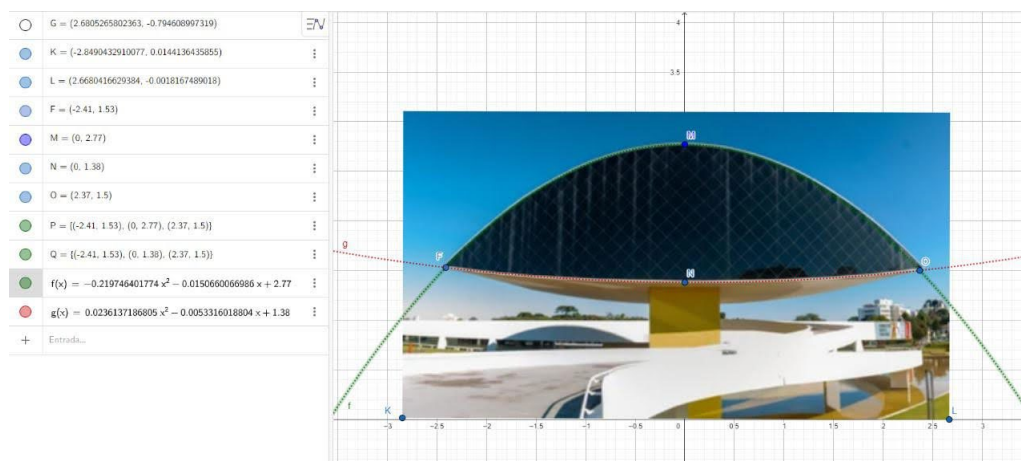 G = (2.6805265802363, -0.794608997319)
K = (-2.8490432910077, 0.0144136435855)
L = (2.6680416629384, -0.0018167489018)
F = (-2.41, 1.53)
M = (0, 2.77)
N = (0, 1.38)
O = (2.37, 1.5)
P = {(-2.41, 1.53), (0, 2.77), (2.37, 1.5)}
Q = {(-2.41, 1.53), (0, 1.38), (2.37, 1.5)}
f(x) = −0.219746401774 x² − 0.0150660066986 x + 2.77
g(x) = 0.0236137186805 x² − 0.0053316018804 x + 1.38
+ Entrada...
4
3.5
M
g
F
O
N
f
K
L
−3 −2.5 −2 −1.5 −1 −0.5 0 0.5 1 1.5 2 2.5 3